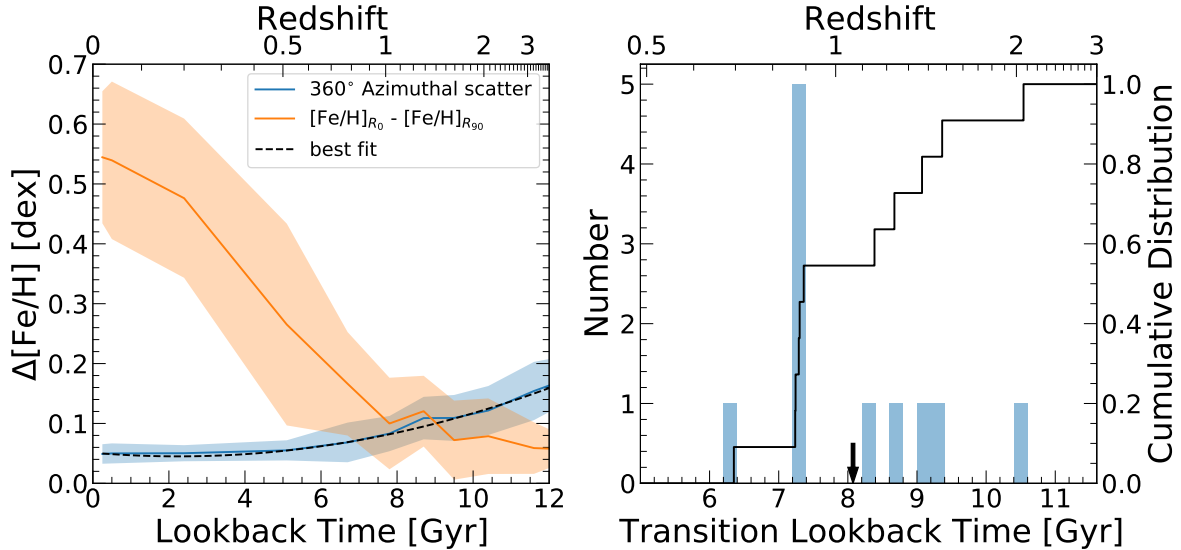 Redshift
0 0.5 1 2 3
0.7
0.6
0.5
0.4
0.3
0.2
0.1
0.0
Δ[Fe/H] [dex]
360° Azimuthal scatter
[Fe/H]R0 - [Fe/H]R90
best fit
0 2 4 6 8 10 12
Lookback Time [Gyr]
Redshift
0.5 1 2 3
5
4
3
2
1
0
Number
1.0
0.8
0.6
0.4
0.2
0.0
Cumulative Distribution
6 7 8 9 10 11
Transition Lookback Time [Gyr]